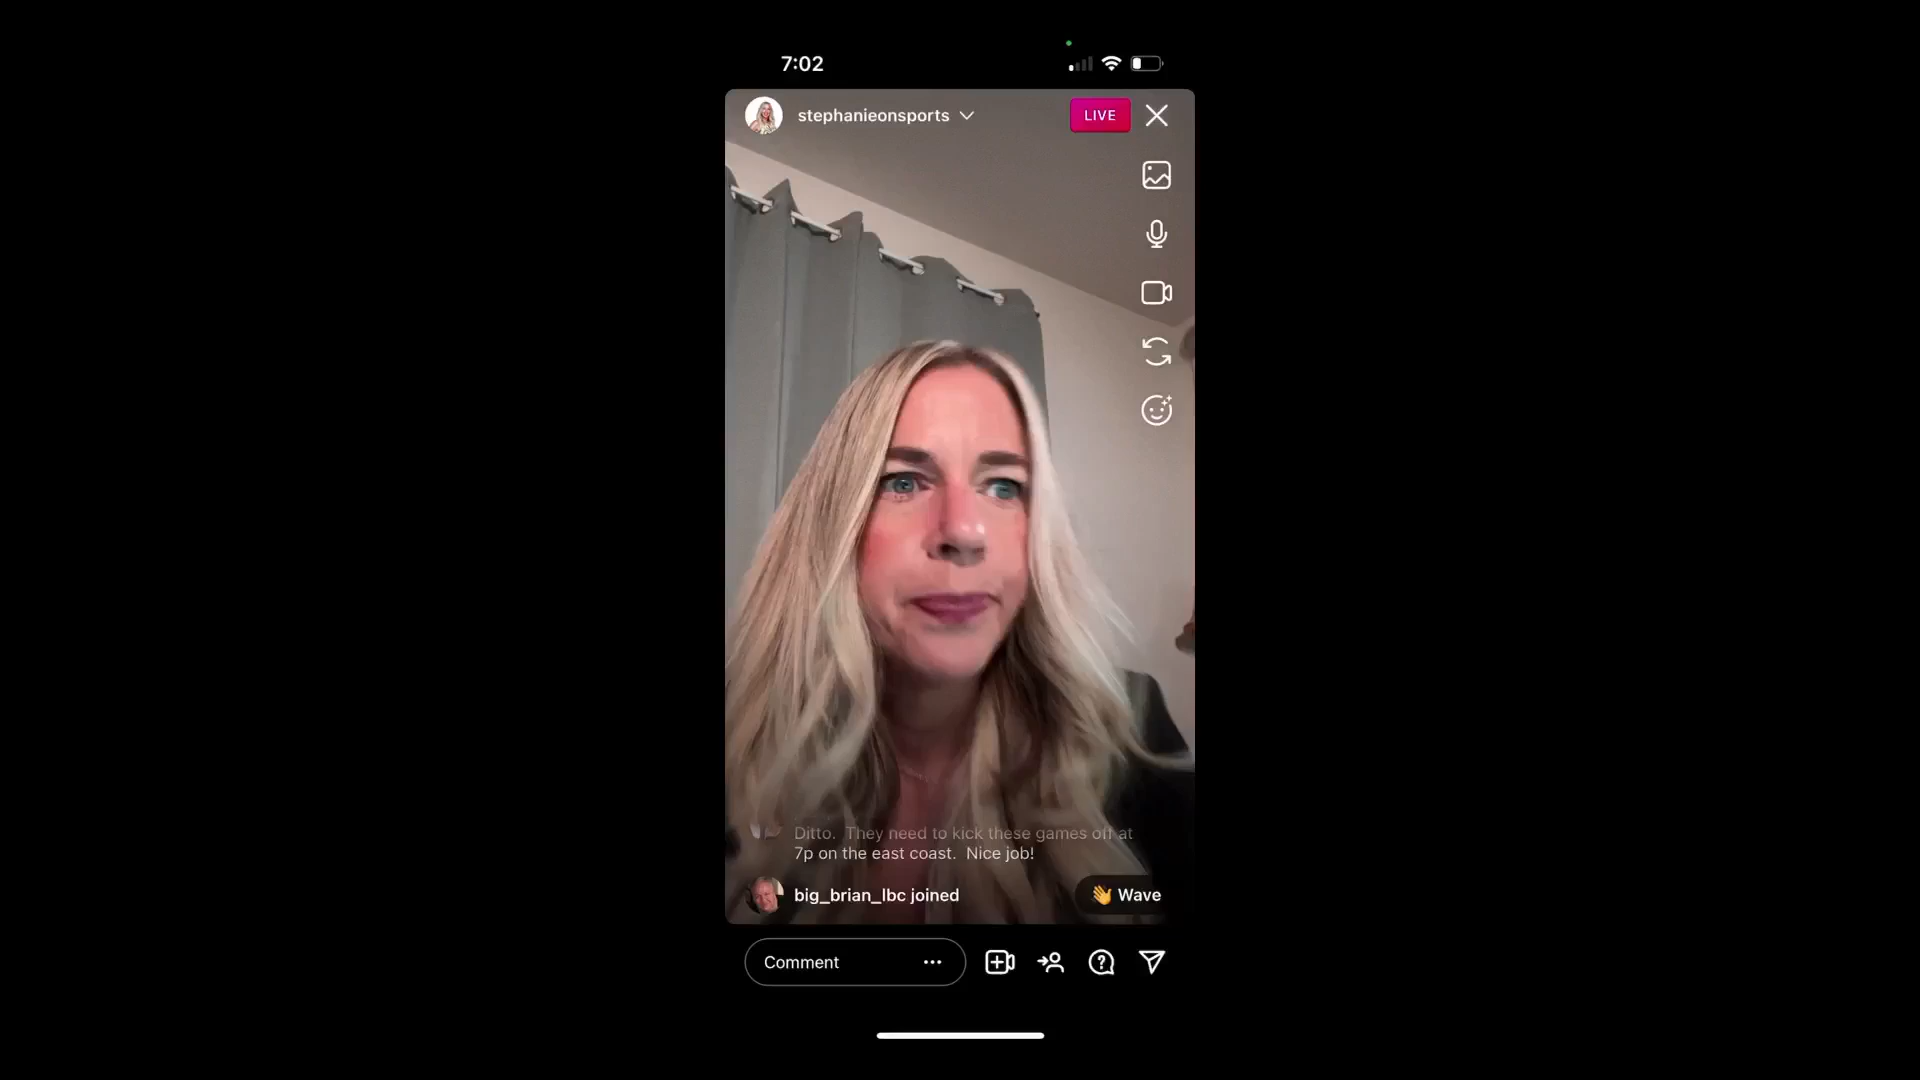 7:02
stephanieonsports
LIVE
Ditto. They need to kick these games off at
7p on the east coast. Nice job!
big_brian_lbc joined
👋 Wave
Comment